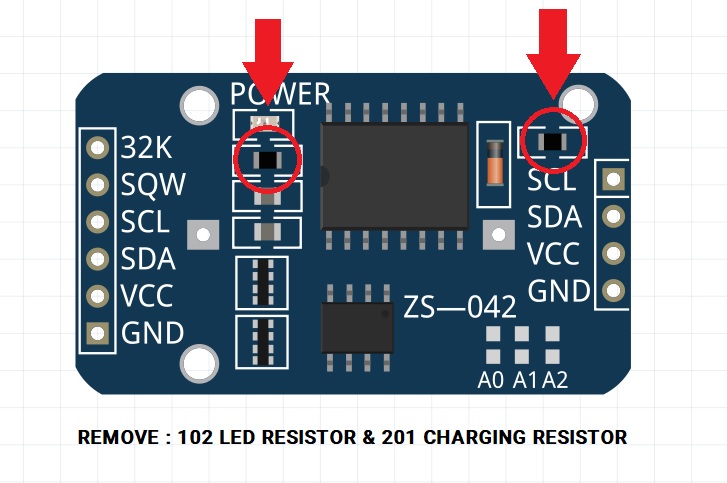 POWER
32K
SQW
SCL
SDA
VCC
GND
SCL
SDA
VCC
GND
ZS—042
A0 A1 A2
REMOVE : 102 LED RESISTOR & 201 CHARGING RESISTOR